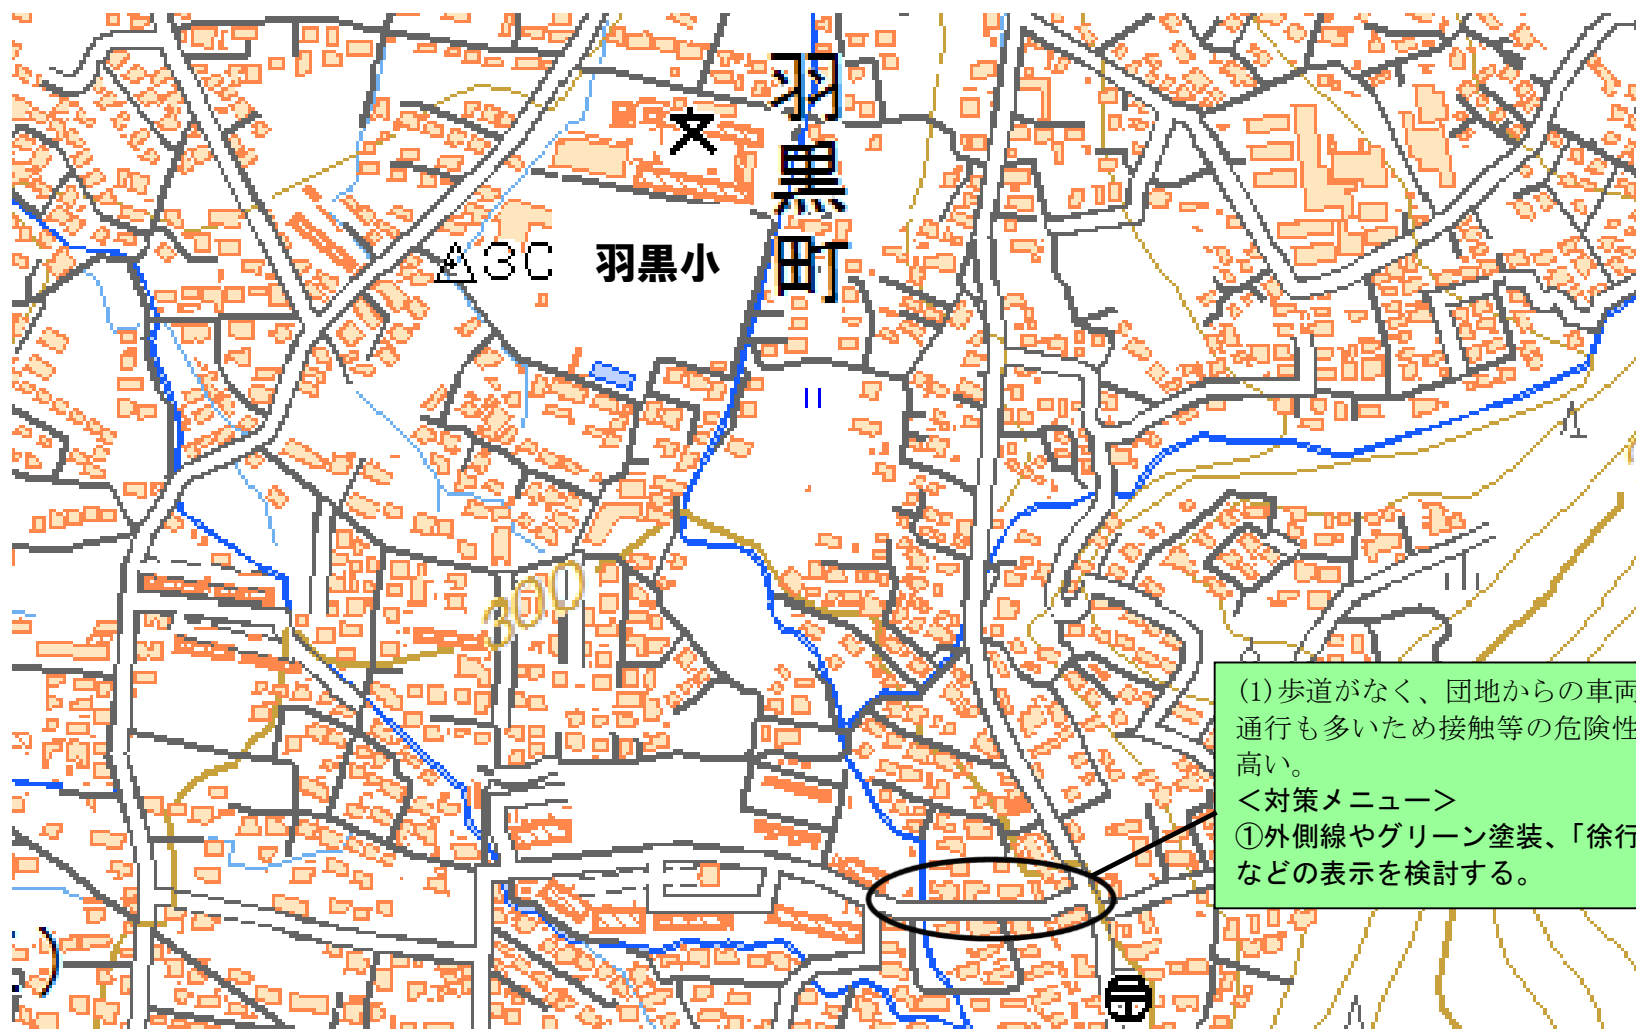 羽黒町
羽黒小
300
(1)歩道がなく、団地からの車両
通行も多いため接触等の危険性
高い。
＜対策メニュー＞
①外側線やグリーン塗装、「徐行
などの表示を検討する。